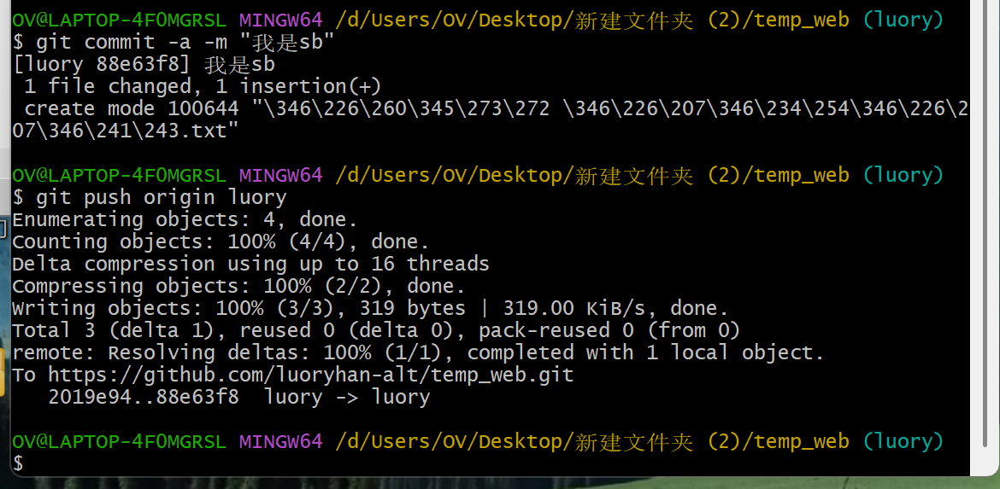 OV@LAPTOP-4F0MGRSL MINGW64 /d/Users/OV/Desktop/新建文件夹 (2)/temp_web (luory)
$ git commit -a -m "我是sb"
[luory 88e63f8] 我是sb
 1 file changed, 1 insertion(+)
 create mode 100644 "\346\226\260\345\273\272 \346\226\207\346\234\254\346\226\2
07\346\241\243.txt"

OV@LAPTOP-4F0MGRSL MINGW64 /d/Users/OV/Desktop/新建文件夹 (2)/temp_web (luory)
$ git push origin luory
Enumerating objects: 4, done.
Counting objects: 100% (4/4), done.
Delta compression using up to 16 threads
Compressing objects: 100% (2/2), done.
Writing objects: 100% (3/3), 319 bytes | 319.00 KiB/s, done.
Total 3 (delta 1), reused 0 (delta 0), pack-reused 0 (from 0)
remote: Resolving deltas: 100% (1/1), completed with 1 local object.
To https://github.com/luoryhan-alt/temp_web.git
   2019e94..88e63f8  luory -> luory

OV@LAPTOP-4F0MGRSL MINGW64 /d/Users/OV/Desktop/新建文件夹 (2)/temp_web (luory)
$